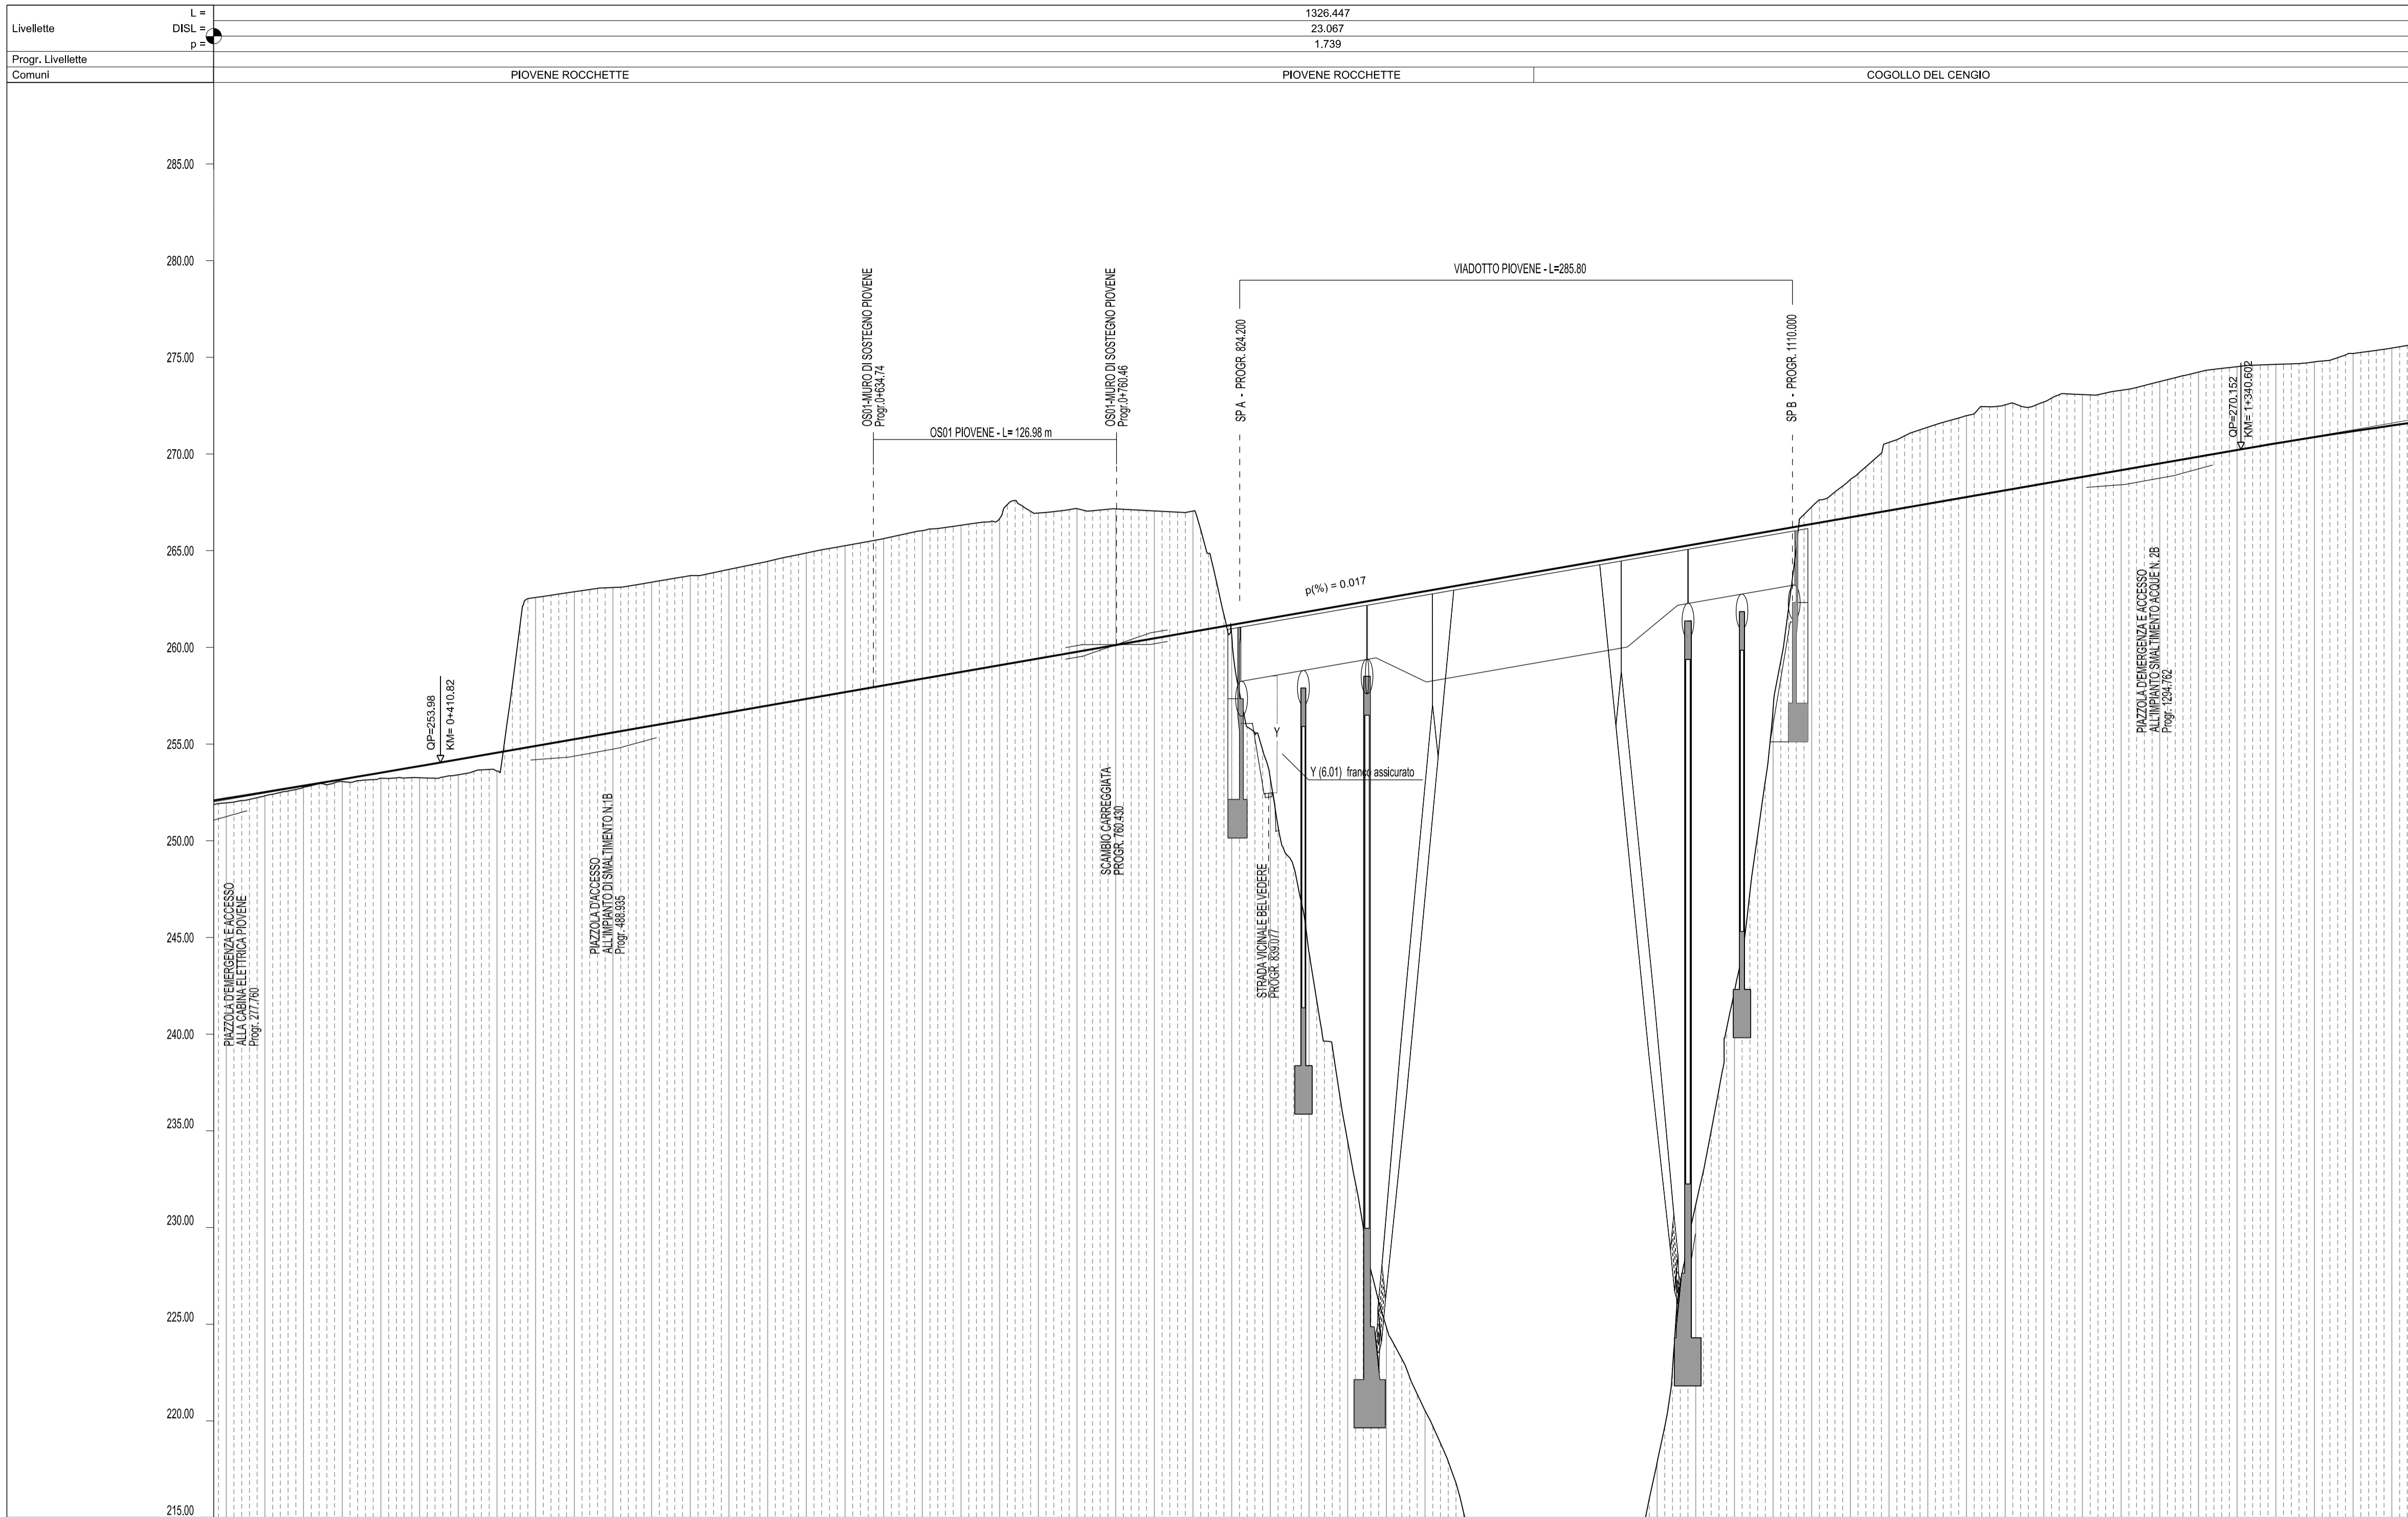 L =
1326.447
Livellette
DISL =
23.067
p =
1.739
Progr. Livellette
Comuni
PIOVENE ROCCHETTE
PIOVENE ROCCHETTE
COGOLLO DEL CENGIO
285.00
280.00
275.00
270.00
265.00
260.00
255.00
250.00
245.00
240.00
235.00
230.00
225.00
220.00
215.00
PIAZZOLA D'EMERGENZA E ACCESSO
ALLA CABINA ELETTRICA PIOVENE
Progr. 277.760
QP=253.98
KM= 0+410.82
PIAZZOLA D'ACCESSO
ALL'IMPIANTO DI SMALTIMENTO N.1B
Progr. 488.935
OS01-MURO DI SOSTEGNO PIOVENE
Progr.0+634.74
OS01 PIOVENE - L= 126.98 m
OS01-MURO DI SOSTEGNO PIOVENE
Progr.0+760.46
SCAMBIO CARREGGIATA
PROGR. 760.430
VIADOTTO PIOVENE - L=285.80
SP A - PROGR. 824.200
SP B - PROGR. 1110.000
p(%) = 0.017
Y
Y (6.01) franco assicurato
STRADA VICINALE BELVEDERE
PROGR. 839.077
PIAZZOLA D'EMERGENZA E ACCESSO
ALL'IMPIANTO SMALTIMENTO ACQUE N.2B
Progr. 1294.762
QP=270.152
KM= 1+340.602